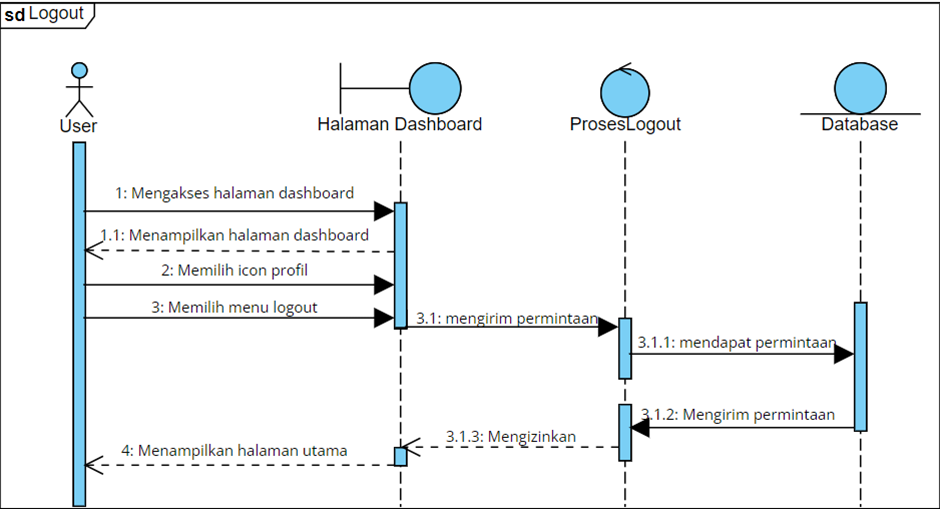 sd Logout
User
Halaman Dashboard
ProsesLogout
Database
1: Mengakses halaman dashboard
1.1: Menampilkan halaman dashboard
2: Memilih icon profil
3: Memilih menu logout
3.1: mengirim permintaan
3.1.1: mendapat permintaan
3.1.2: Mengirim permintaan
3.1.3: Mengizinkan
4: Menampilkan halaman utama